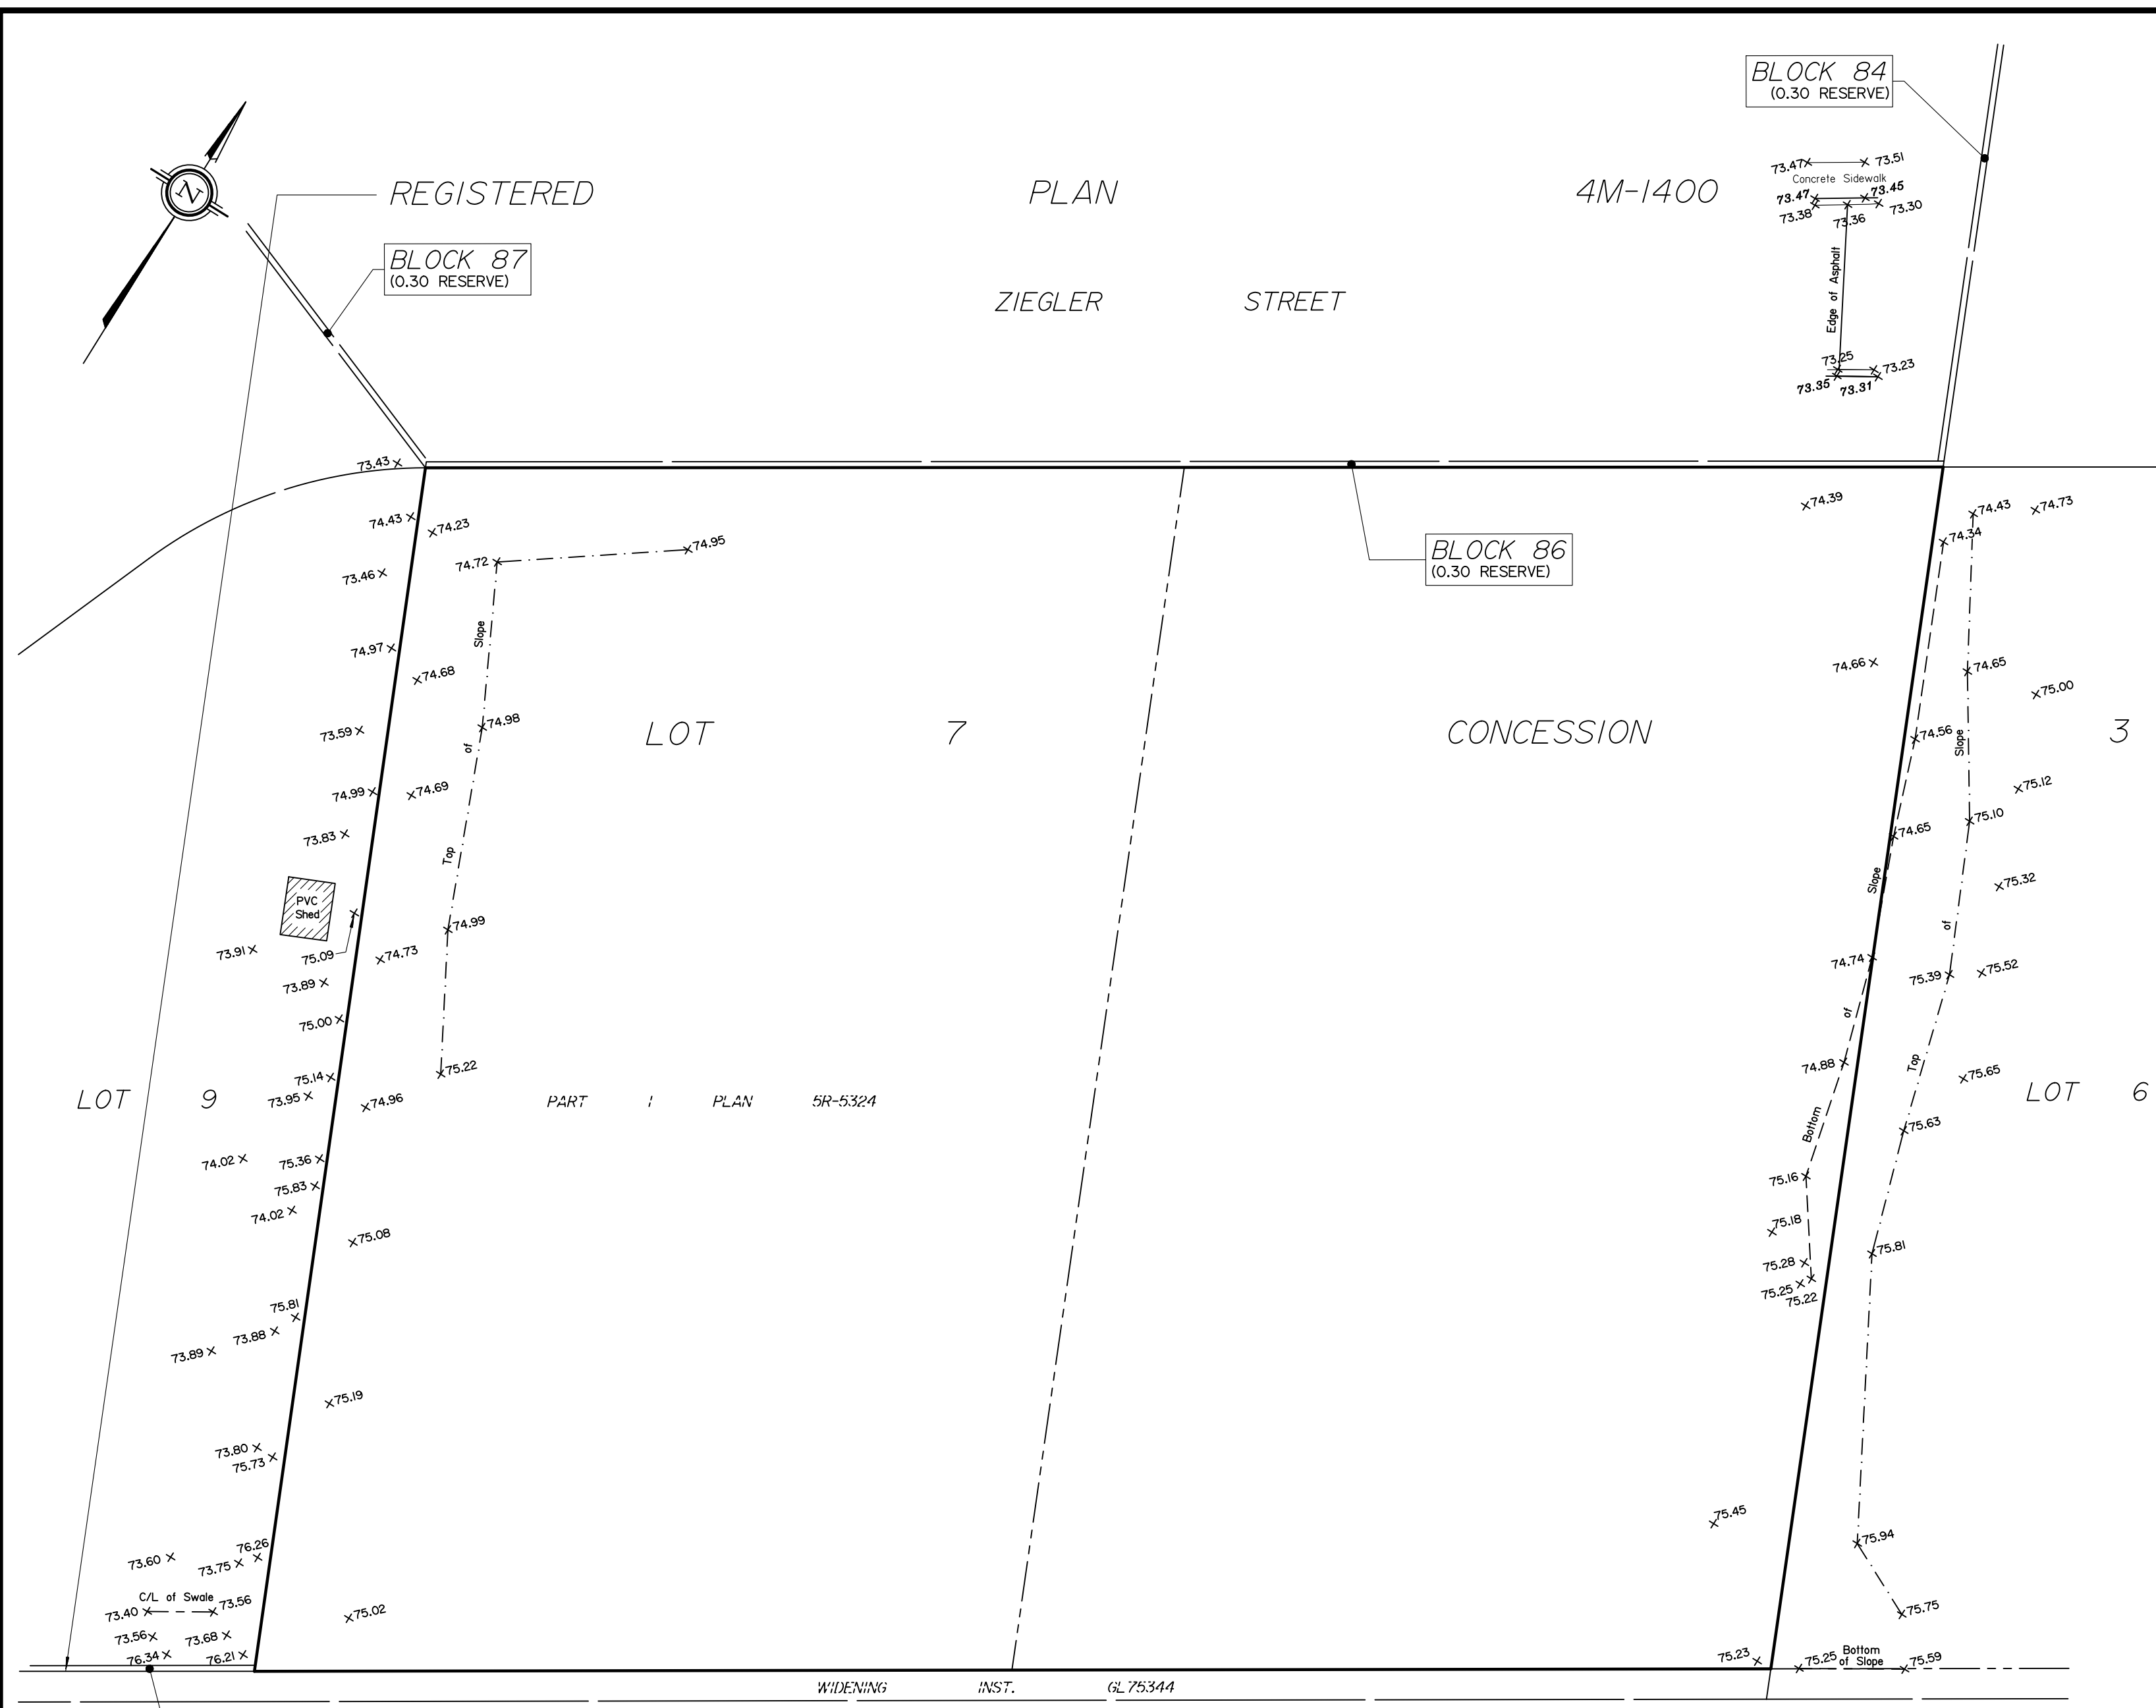 BLOCK 84
(0.30 RESERVE)
N
REGISTERED PLAN 4M-1400
73.47 73.51
Concrete Sidewalk
73.47 73.45
73.38 73.36 73.30
BLOCK 87
(0.30 RESERVE)
ZIEGLER STREET
Edge of Asphalt
73.25 73.23
73.35 73.31
73.43
74.43 74.23
74.72 74.95
74.39
74.43 74.73
74.34
BLOCK 86
(0.30 RESERVE)
73.46
74.97 74.68
74.66 74.65
75.00
Top of Slope
74.98
73.59
LOT 7 CONCESSION 3
74.56
74.99 74.69
75.12
75.10
73.83
74.65
PVC
Shed
75.32
74.99
73.91 75.09 74.73
74.74 75.39 75.52
73.89
75.00
Bottom of Slope
Top of Slope
74.88
75.14 75.22
75.65
73.95 74.96
LOT 9
PART 1 PLAN 5R-5324
LOT 6
75.63
74.02 75.36
75.83
75.16
74.02
75.08
75.18
75.81
75.28
75.25
75.22
75.81
73.88
73.89
75.19
73.80
75.73
75.45
75.94
76.26
73.60 73.75
C/L of Swale
73.40 73.56
75.02
75.75
73.56 73.68
76.34 76.21
75.23 75.25
Bottom
of Slope
75.59
WIDENING INST. GL75344